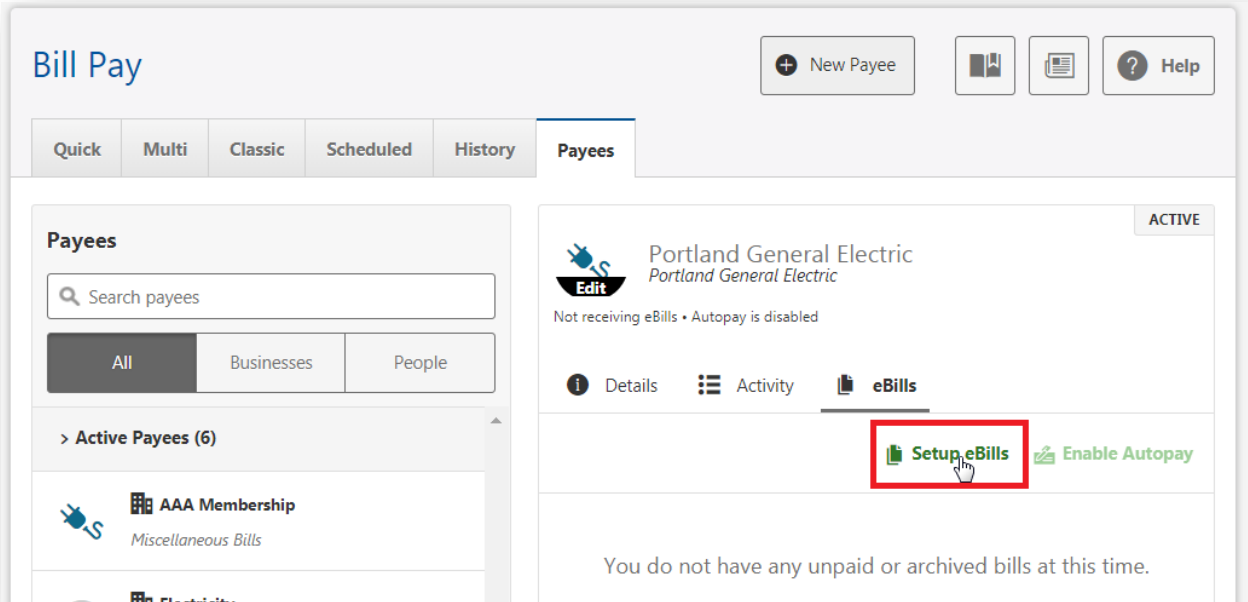 Bill Pay
New Payee
Help
Quick
Multi
Classic
Scheduled
History
Payees
Payees
Search payees
All
Businesses
People
> Active Payees (6)
AAA Membership
Miscellaneous Bills
Electricity
ACTIVE
Portland General Electric
Portland General Electric
Edit
Not receiving eBills • Autopay is disabled
Details
Activity
eBills
Setup eBills
Enable Autopay
You do not have any unpaid or archived bills at this time.